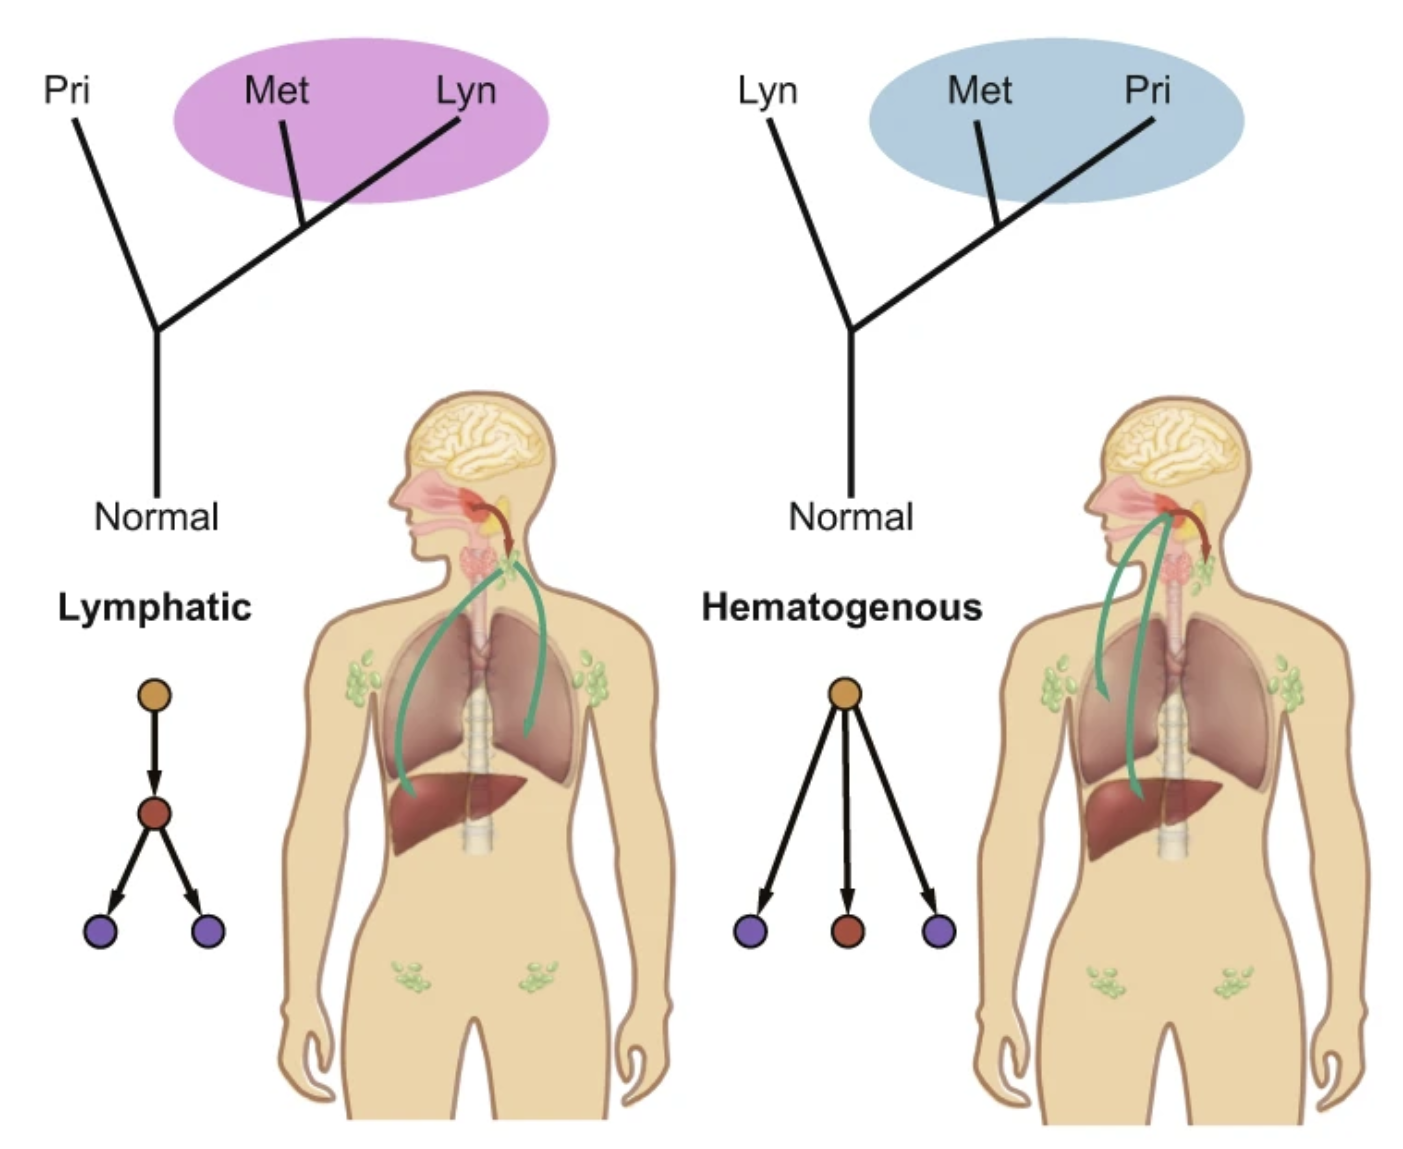 Pri Met Lyn
Normal
Lymphatic
Lyn Met Pri
Normal
Hematogenous